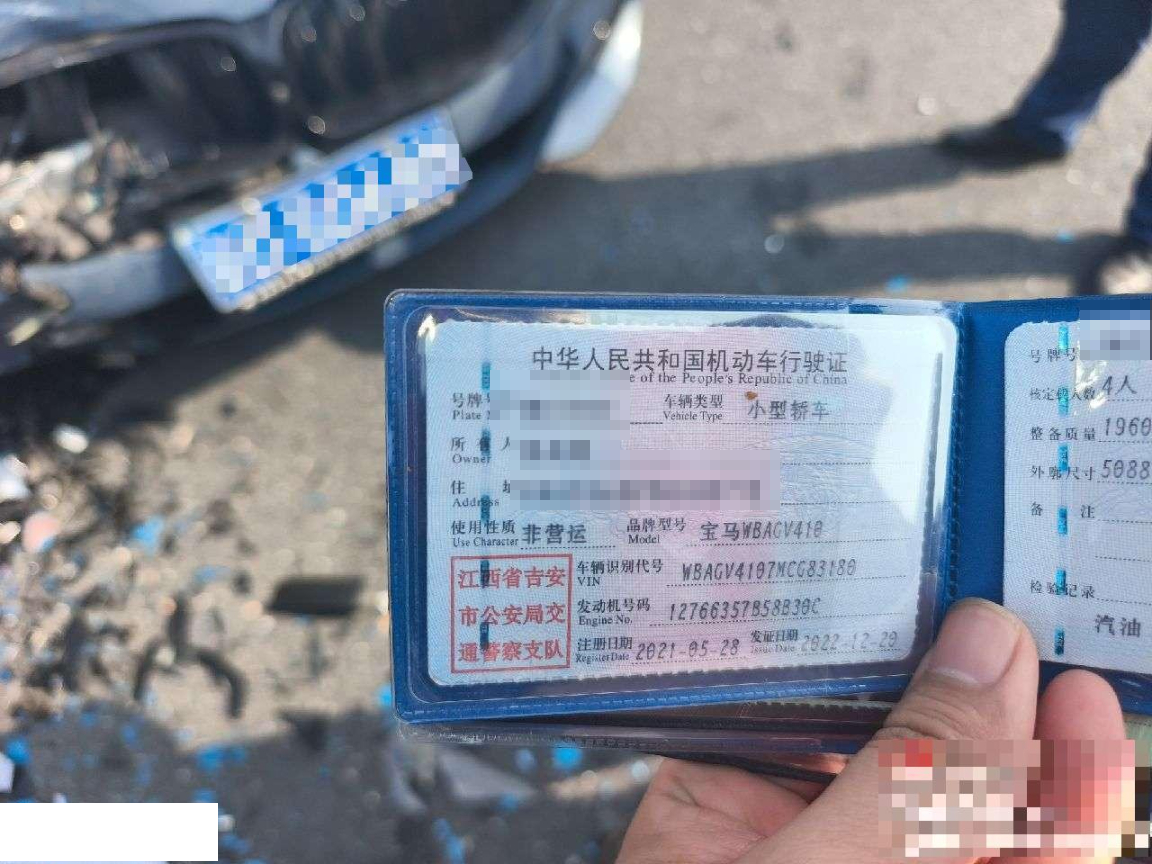 中华人民共和国机动车行驶证
e of the People's Republic of China
号牌号
Plate
车辆类型 小型轿车
Vehicle Type
所有人
Owner
住 址
Address
使用性质 非营运
Use Character
品牌型号 宝马WBAGV410
Model
江西省吉安
市公安局交
通警察支队
车辆识别代号 WBAGV4107MCG83180
VIN
发动机号码 12766357B58B30C
Engine No.
注册日期 2021-05-28
Register Date
发证日期 2022-12-20
Issue Date
号牌号
核定载人数 4人
整备质量 1960
外廓尺寸 5088
备 注
检验记录
汽油